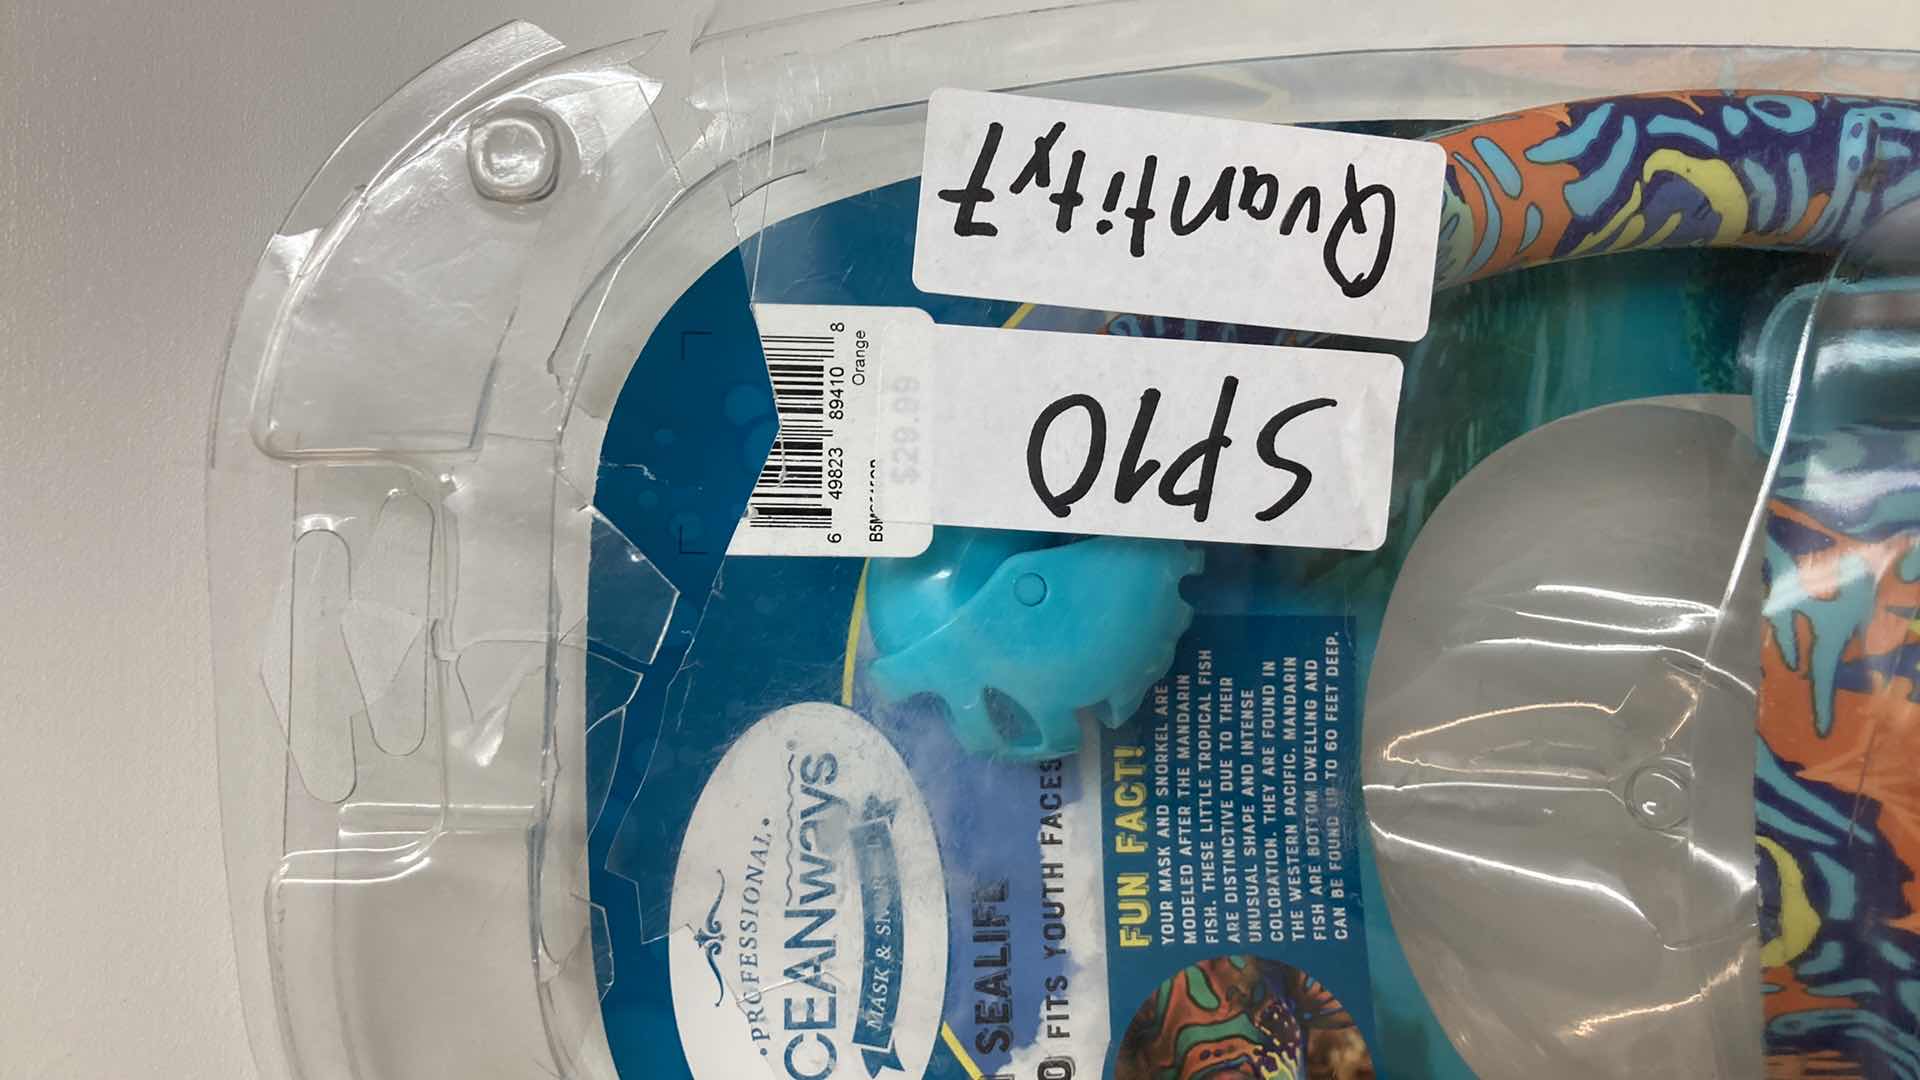 Quantity 7
SP10
6 49823 89410 8
Orange
$29.99
PROFESSIONAL
OCEANways®
MASK &
SEALIFE
FITS YOUTH FACES
FUN FACT!
YOUR MASK AND SNORKEL ARE
MODELED AFTER THE MANDARIN
FISH. THESE LITTLE TROPICAL FISH
ARE DISTINCTIVE DUE TO THEIR
UNUSUAL SHAPE AND INTENSE
COLORATION. THEY ARE FOUND IN
THE WESTERN PACIFIC. MANDARIN
FISH ARE BOTTOM DWELLING AND
CAN BE FOUND UP TO 60 FEET DEEP.